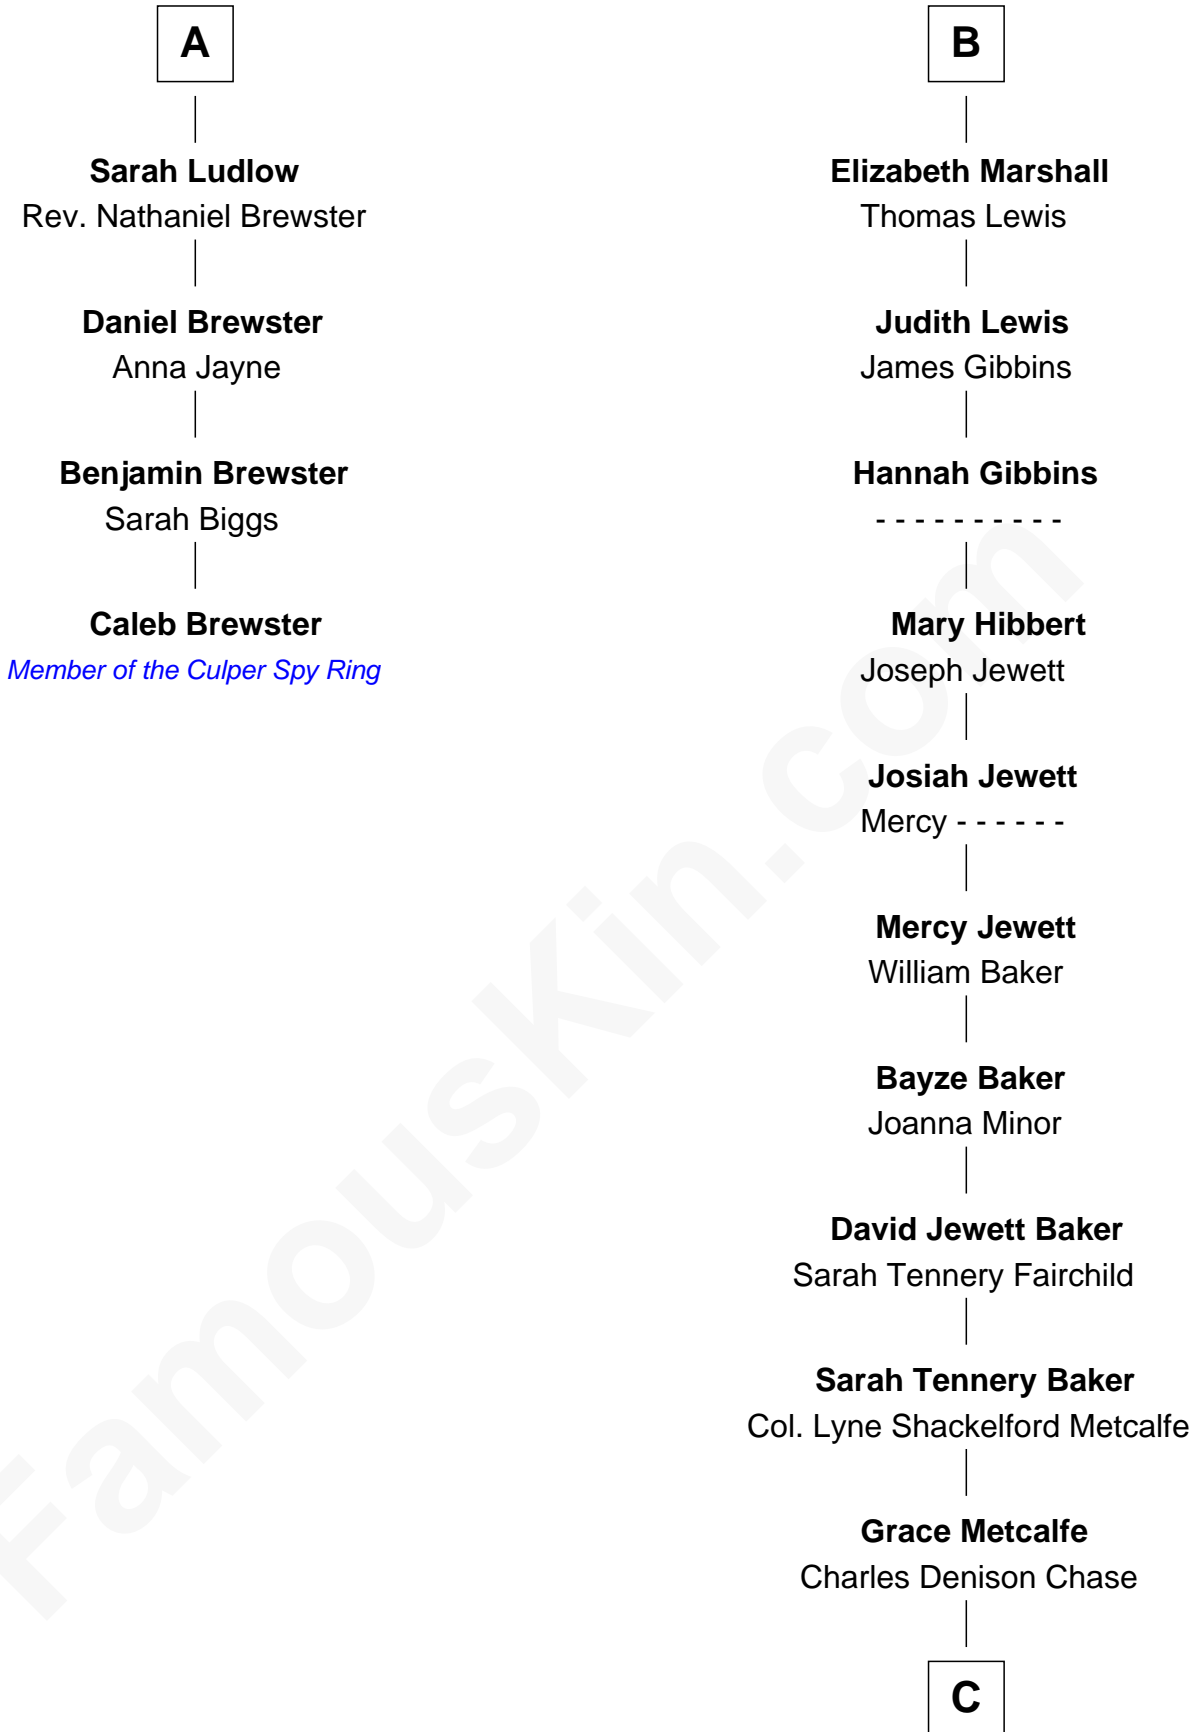 A
Sarah Ludlow
Rev. Nathaniel Brewster
Daniel Brewster
Anna Jayne
Benjamin Brewster
Sarah Biggs
Caleb Brewster
Member of the Culper Spy Ring
B
Elizabeth Marshall
Thomas Lewis
Judith Lewis
James Gibbins
Hannah Gibbins
- - - - - - - - - -
Mary Hibbert
Joseph Jewett
Josiah Jewett
Mercy - - - - - -
Mercy Jewett
William Baker
Bayze Baker
Joanna Minor
David Jewett Baker
Sarah Tennery Fairchild
Sarah Tennery Baker
Col. Lyne Shackelford Metcalfe
Grace Metcalfe
Charles Denison Chase
C
FamousKin.com